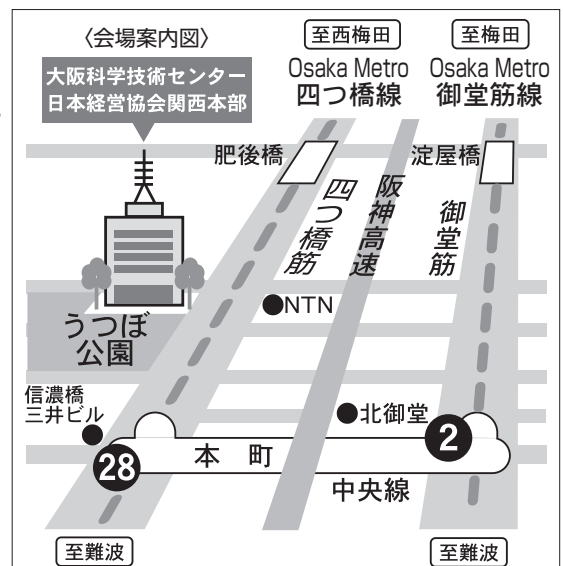 〈会場案内図〉
大阪科学技術センター
日本経営協会関西本部
至西梅田
Osaka Metro
四つ橋線
至梅田
Osaka Metro
御堂筋線
肥後橋
淀屋橋
四つ橋筋
阪神高速
御堂筋
●NTN
うつぼ
公園
信濃橋
三井ビル
●北御堂
2
28
本町
中央線
至難波
至難波